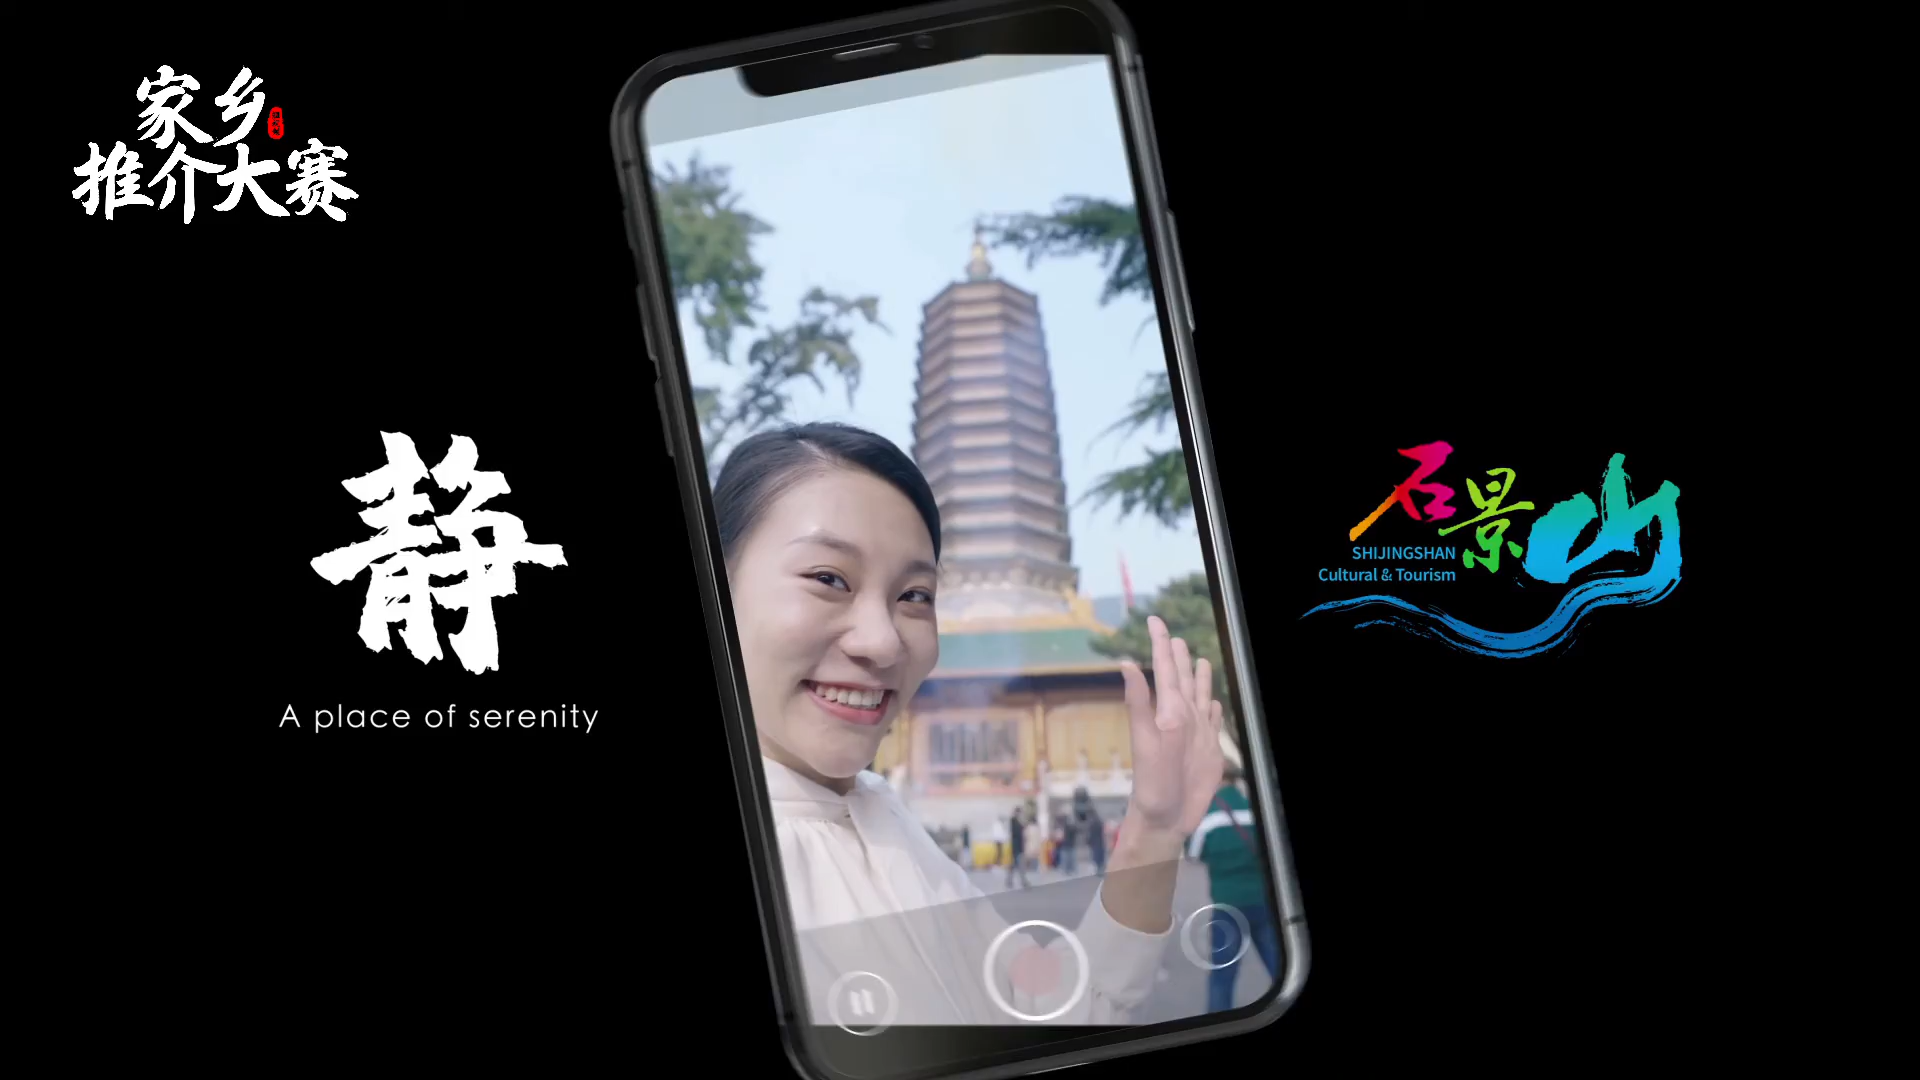 家乡
推介大赛
静
A place of serenity
石景山
SHIJINGSHAN
Cultural & Tourism